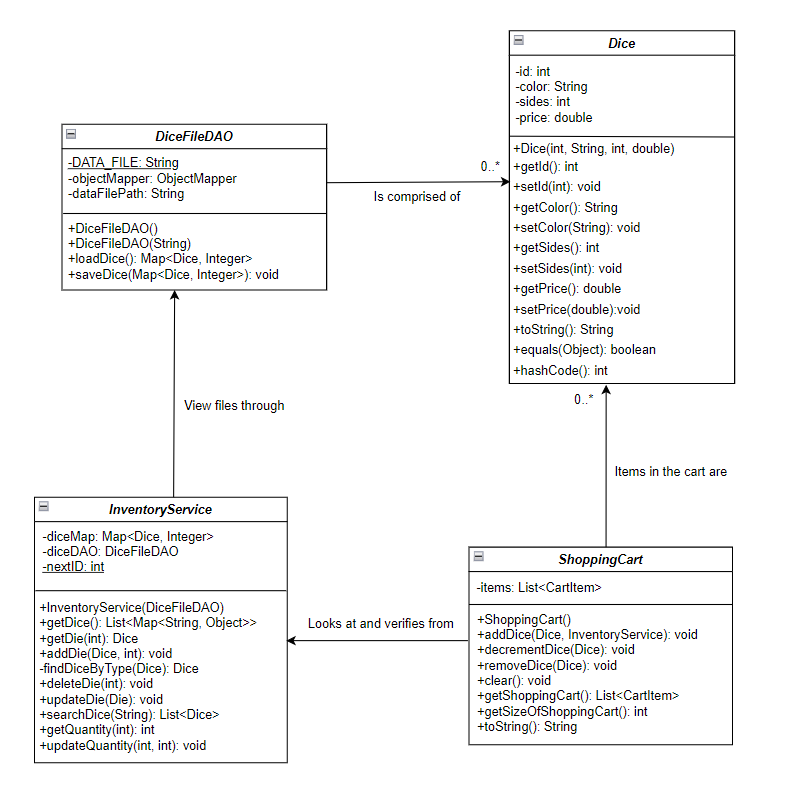 Dice
-id: int
-color: String
-sides: int
-price: double
+Dice(int, String, int, double)
+getId(): int
+setId(int): void
+getColor(): String
+setColor(String): void
+getSides(): int
+setSides(int): void
+getPrice(): double
+setPrice(double):void
+toString(): String
+equals(Object): boolean
+hashCode(): int
DiceFileDAO
-DATA_FILE: String
-objectMapper: ObjectMapper
-dataFilePath: String
+DiceFileDAO()
+DiceFileDAO(String)
+loadDice(): Map<Dice, Integer>
+saveDice(Map<Dice, Integer>): void
0..*
Is comprised of
View files through
0..*
Items in the cart are
InventoryService
-diceMap: Map<Dice, Integer>
-diceDAO: DiceFileDAO
-nextID: int
+InventoryService(DiceFileDAO)
+getDice(): List<Map<String, Object>>
+getDie(int): Dice
+addDie(Dice, int): void
-findDiceByType(Dice): Dice
+deleteDie(int): void
+updateDie(Die): void
+searchDice(String): List<Dice>
+getQuantity(int): int
+updateQuantity(int, int): void
Looks at and verifies from
ShoppingCart
-items: List<CartItem>
+ShoppingCart()
+addDice(Dice, InventoryService): void
+decrementDice(Dice): void
+removeDice(Dice): void
+clear(): void
+getShoppingCart(): List<CartItem>
+getSizeOfShoppingCart(): int
+toString(): String